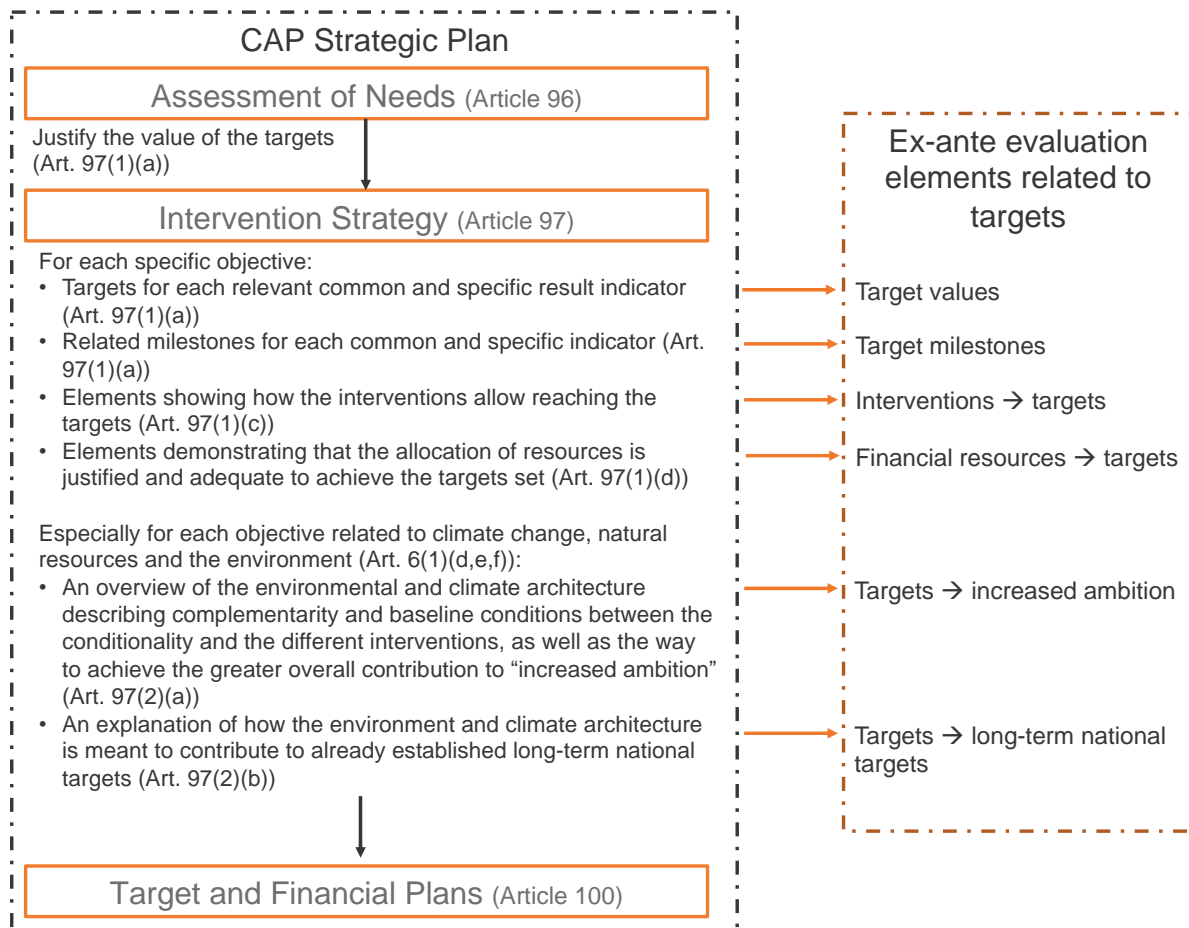 CAP Strategic Plan
Assessment of Needs (Article 96)
Justify the value of the targets
(Art. 97(1)(a))
Intervention Strategy (Article 97)
For each specific objective:
• Targets for each relevant common and specific result indicator
(Art. 97(1)(a))
• Related milestones for each common and specific indicator (Art.
97(1)(a))
• Elements showing how the interventions allow reaching the
targets (Art. 97(1)(c))
• Elements demonstrating that the allocation of resources is
justified and adequate to achieve the targets set (Art. 97(1)(d))
Especially for each objective related to climate change, natural
resources and the environment (Art. 6(1)(d,e,f)):
• An overview of the environmental and climate architecture
describing complementarity and baseline conditions between the
conditionality and the different interventions, as well as the way
to achieve the greater overall contribution to “increased ambition”
(Art. 97(2)(a))
• An explanation of how the environment and climate architecture
is meant to contribute to already established long-term national
targets (Art. 97(2)(b))
Target and Financial Plans (Article 100)
Ex-ante evaluation
elements related to
targets
Target values
Target milestones
Interventions → targets
Financial resources → targets
Targets → increased ambition
Targets → long-term national
targets